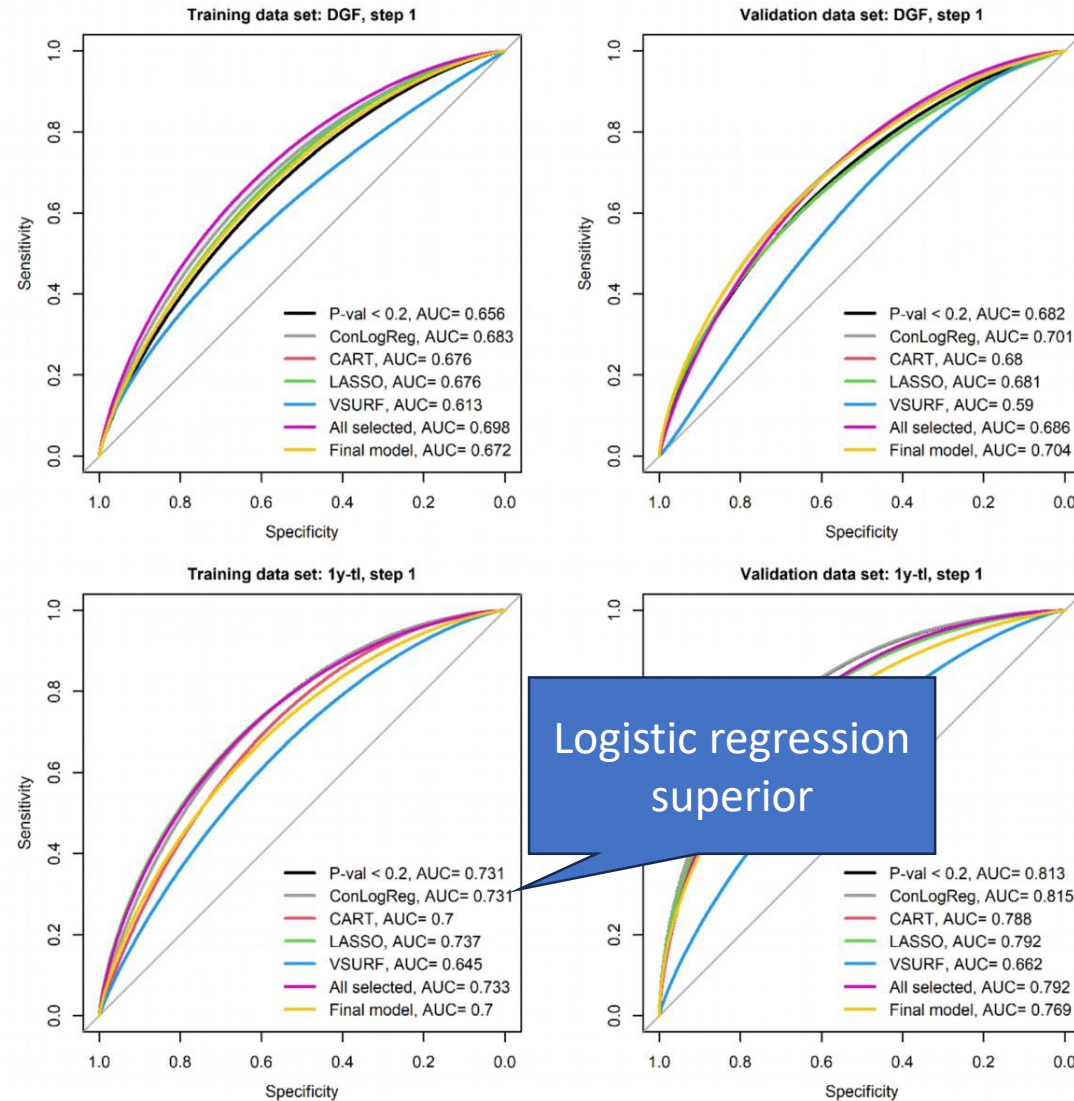 Training data set: DGF, step 1
Sensitivity
1.0
0.8
0.6
0.4
0.2
0.0
P-val < 0.2, AUC= 0.656
ConLogReg, AUC= 0.683
CART, AUC= 0.676
LASSO, AUC= 0.676
VSURF, AUC= 0.613
All selected, AUC= 0.698
Final model, AUC= 0.672
1.0 0.8 0.6 0.4 0.2 0.0
Specificity
Validation data set: DGF, step 1
Sensitivity
1.0
0.8
0.6
0.4
0.2
0.0
P-val < 0.2, AUC= 0.682
ConLogReg, AUC= 0.701
CART, AUC= 0.68
LASSO, AUC= 0.681
VSURF, AUC= 0.59
All selected, AUC= 0.686
Final model, AUC= 0.704
1.0 0.8 0.6 0.4 0.2 0.0
Specificity
Training data set: 1y-tl, step 1
Sensitivity
1.0
0.8
0.6
0.4
0.2
0.0
P-val < 0.2, AUC= 0.731
ConLogReg, AUC= 0.731
CART, AUC= 0.7
LASSO, AUC= 0.737
VSURF, AUC= 0.645
All selected, AUC= 0.733
Final model, AUC= 0.7
1.0 0.8 0.6 0.4 0.2 0.0
Specificity
Validation data set: 1y-tl, step 1
1.0
0.2
0.0
Logistic regression
superior
P-val < 0.2, AUC= 0.813
ConLogReg, AUC= 0.815
CART, AUC= 0.788
LASSO, AUC= 0.792
VSURF, AUC= 0.662
All selected, AUC= 0.792
Final model, AUC= 0.769
1.0 0.8 0.6 0.4 0.2 0.0
Specificity